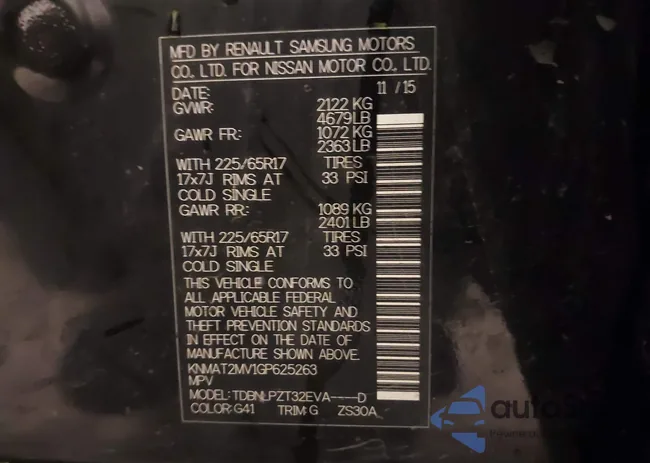 MFD BY RENAULT SAMSUNG MOTORS
CO., LTD. FOR NISSAN MOTOR CO., LTD.
DATE: 11 / 15
GVWR: 2122 KG
4679 LB
GAWR FR: 1072 KG
2363 LB
WITH 225/65R17 TIRES
17x7J RIMS AT 33 PSI
COLD SINGLE
GAWR RR: 1089 KG
2401 LB
WITH 225/65R17 TIRES
17x7J RIMS AT 33 PSI
COLD SINGLE
THIS VEHICLE CONFORMS TO
ALL APPLICABLE FEDERAL
MOTOR VEHICLE SAFETY AND
THEFT PREVENTION STANDARDS
IN EFFECT ON THE DATE OF
MANUFACTURE SHOWN ABOVE.
KNMAT2MV1GP625263
MPV
MODEL: TDBNLPZT32EVA----D
COLOR: G41 TRIM: G ZS30A